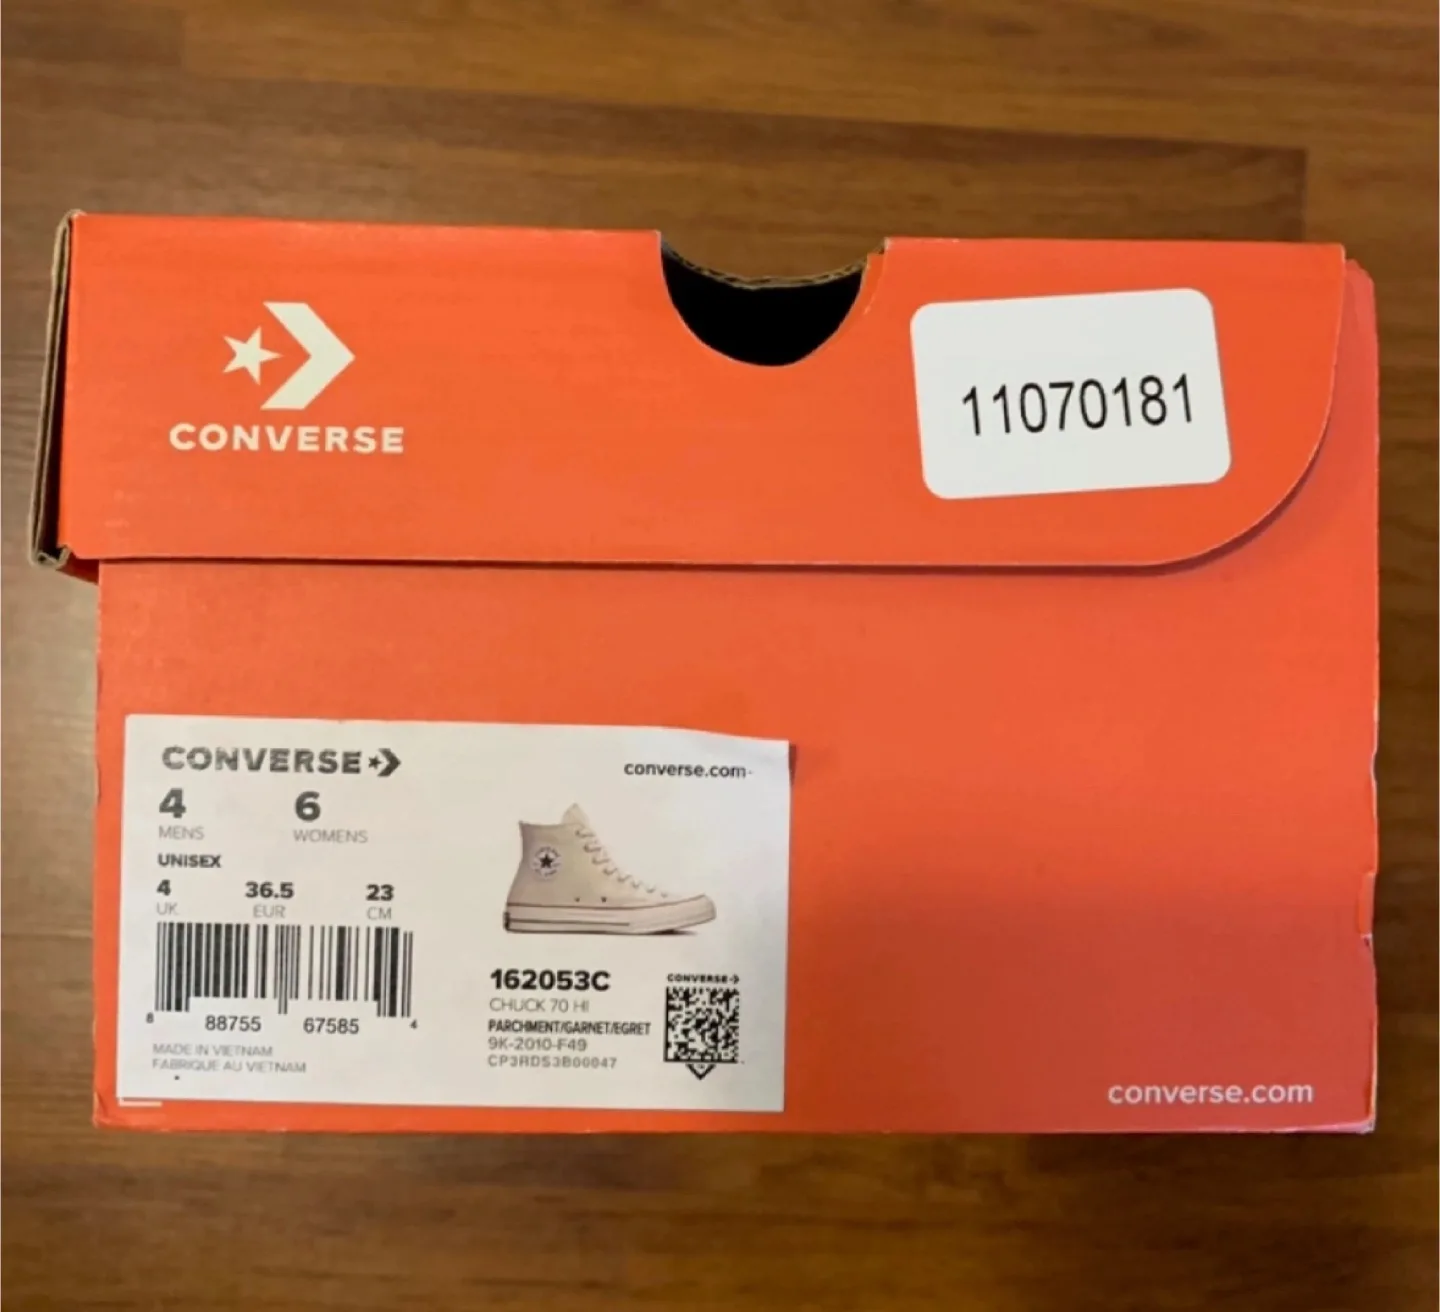 CONVERSE
11070181
CONVERSE
converse.com
4 6
MENS WOMENS
UNISEX
4 36.5 23
UK EUR CM
8 88755 67585 4
MADE IN VIETNAM
FABRIQUE AU VIETNAM
162053C
CHUCK 70 HI
PARCHMENT/GARNET/EGRET
9K-2010-F49
CP3RDS3B00047
CONVERSE
converse.com